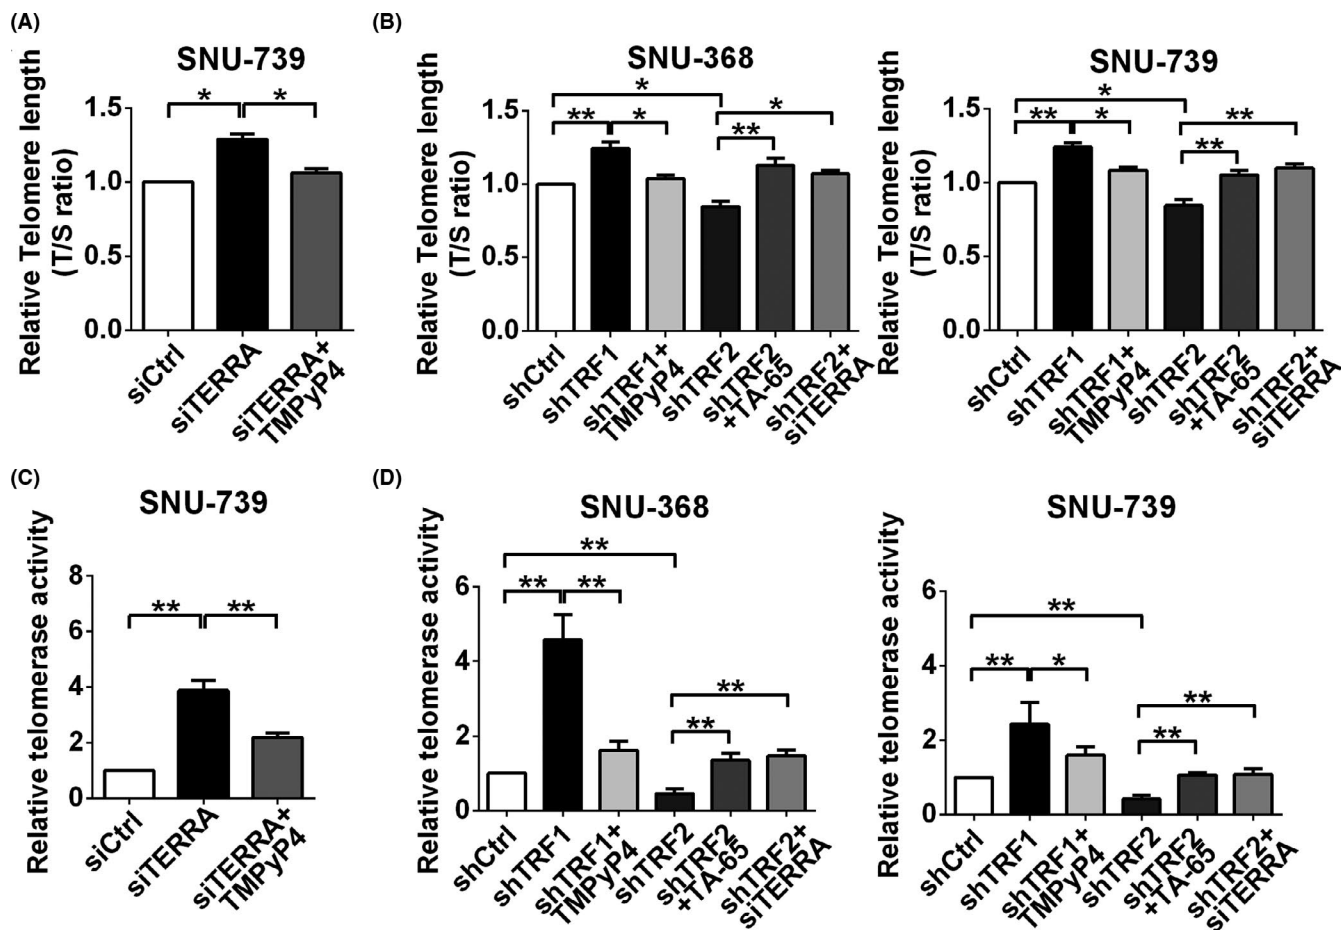 (A)
SNU-739
Relative Telomere length
(T/S ratio)
1.5
1.0
0.5
0.0
* *
siCtrl
siTERRA
siTERRA+
TMPyP4
(B)
SNU-368
Relative Telomere length
(T/S ratio)
1.5
1.0
0.5
0.0
*
** * *
**
shCtrl
shTRF1
shTRF1+
TMPyP4
shTRF2
shTRF2
+TA-65
shTRF2+
siTERRA
SNU-739
Relative Telomere length
(T/S ratio)
1.5
1.0
0.5
0.0
*
** * **
**
shCtrl
shTRF1
shTRF1+
TMPyP4
shTRF2
shTRF2
+TA-65
shTRF2+
siTERRA
(C)
SNU-739
Relative telomerase activity
8
6
4
2
0
** **
siCtrl
siTERRA
siTERRA+
TMPyP4
(D)
SNU-368
Relative telomerase activity
6
4
2
0
**
** **
**
**
shCtrl
shTRF1
shTRF1+
TMPyP4
shTRF2
shTRF2
+TA-65
shTRF2+
siTERRA
SNU-739
Relative telomerase activity
6
4
2
0
**
** *
**
**
shCtrl
shTRF1
shTRF1+
TMPyP4
shTRF2
shTRF2
+TA-65
shTRF2+
siTERRA